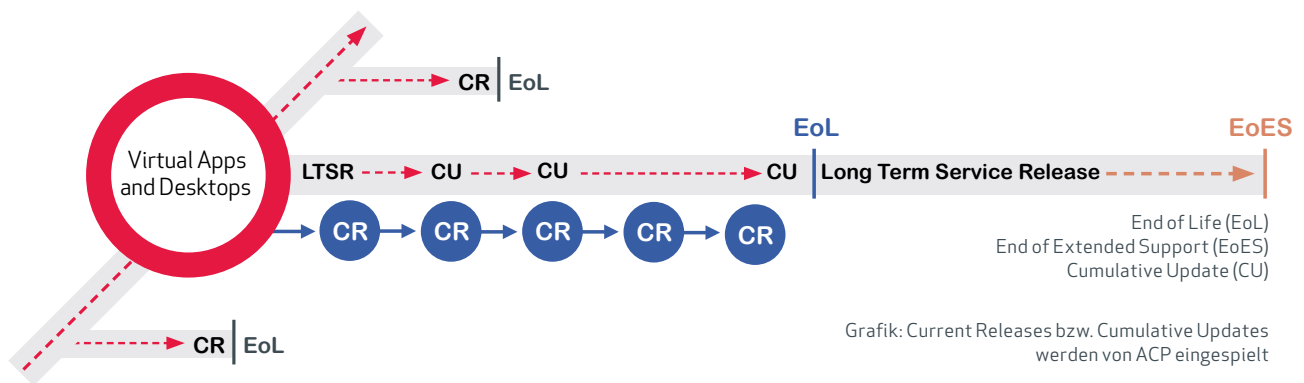 CR EoL
EoL
EoES
Virtual Apps
and Desktops
LTSR CU CU CU Long Term Service Release
CR CR CR CR CR
End of Life (EoL)
End of Extended Support (EoES)
Cumulative Update (CU)
CR EoL
Grafik: Current Releases bzw. Cumulative Updates
werden von ACP eingespielt